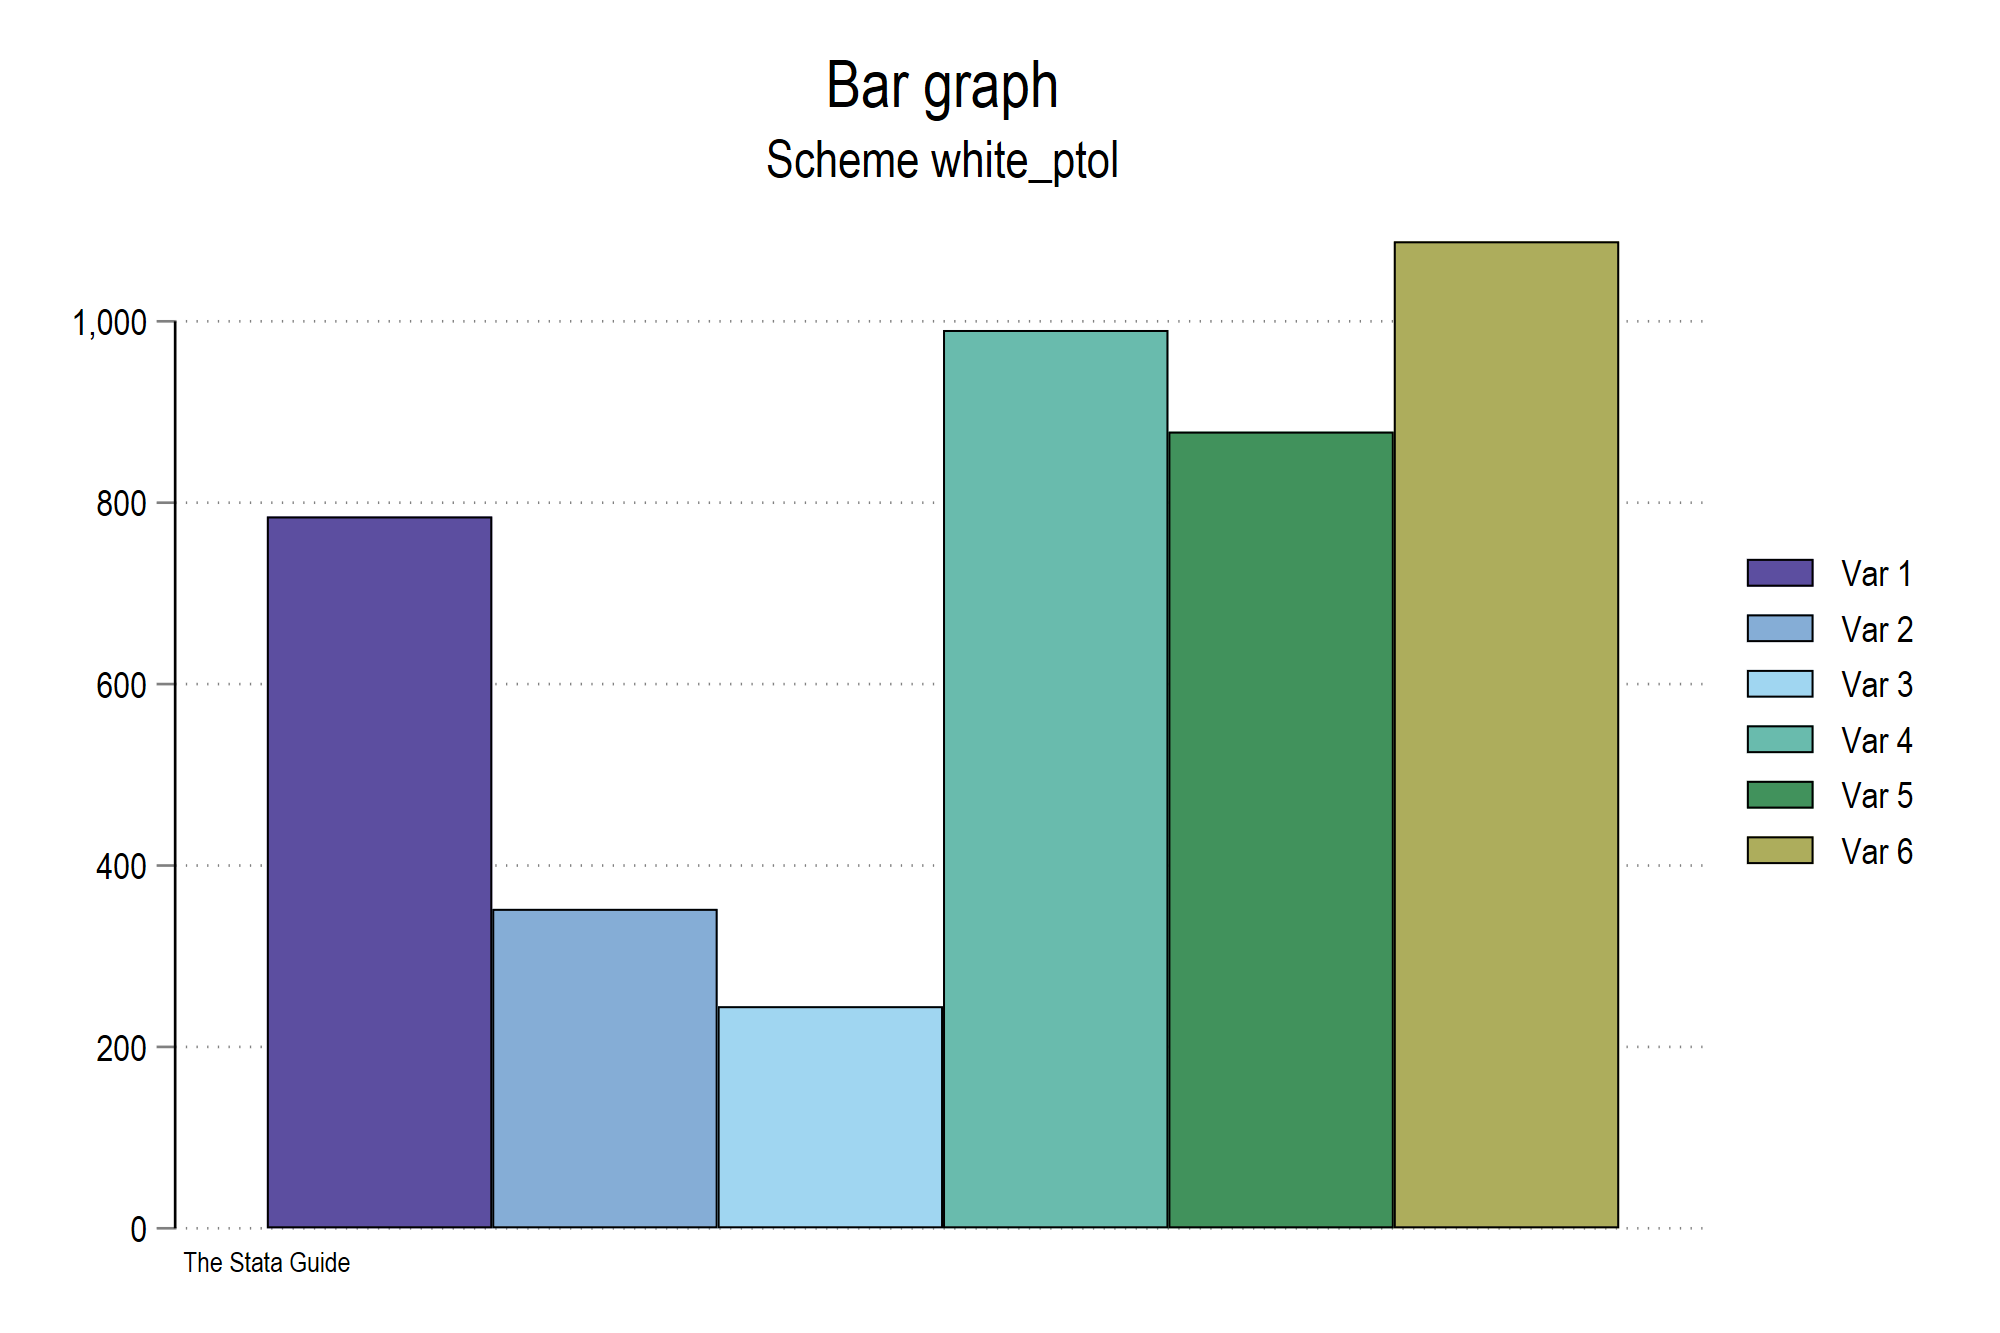 Bar graph
Scheme white_ptol
1,000
800
600
400
200
0
Var 1
Var 2
Var 3
Var 4
Var 5
Var 6
The Stata Guide